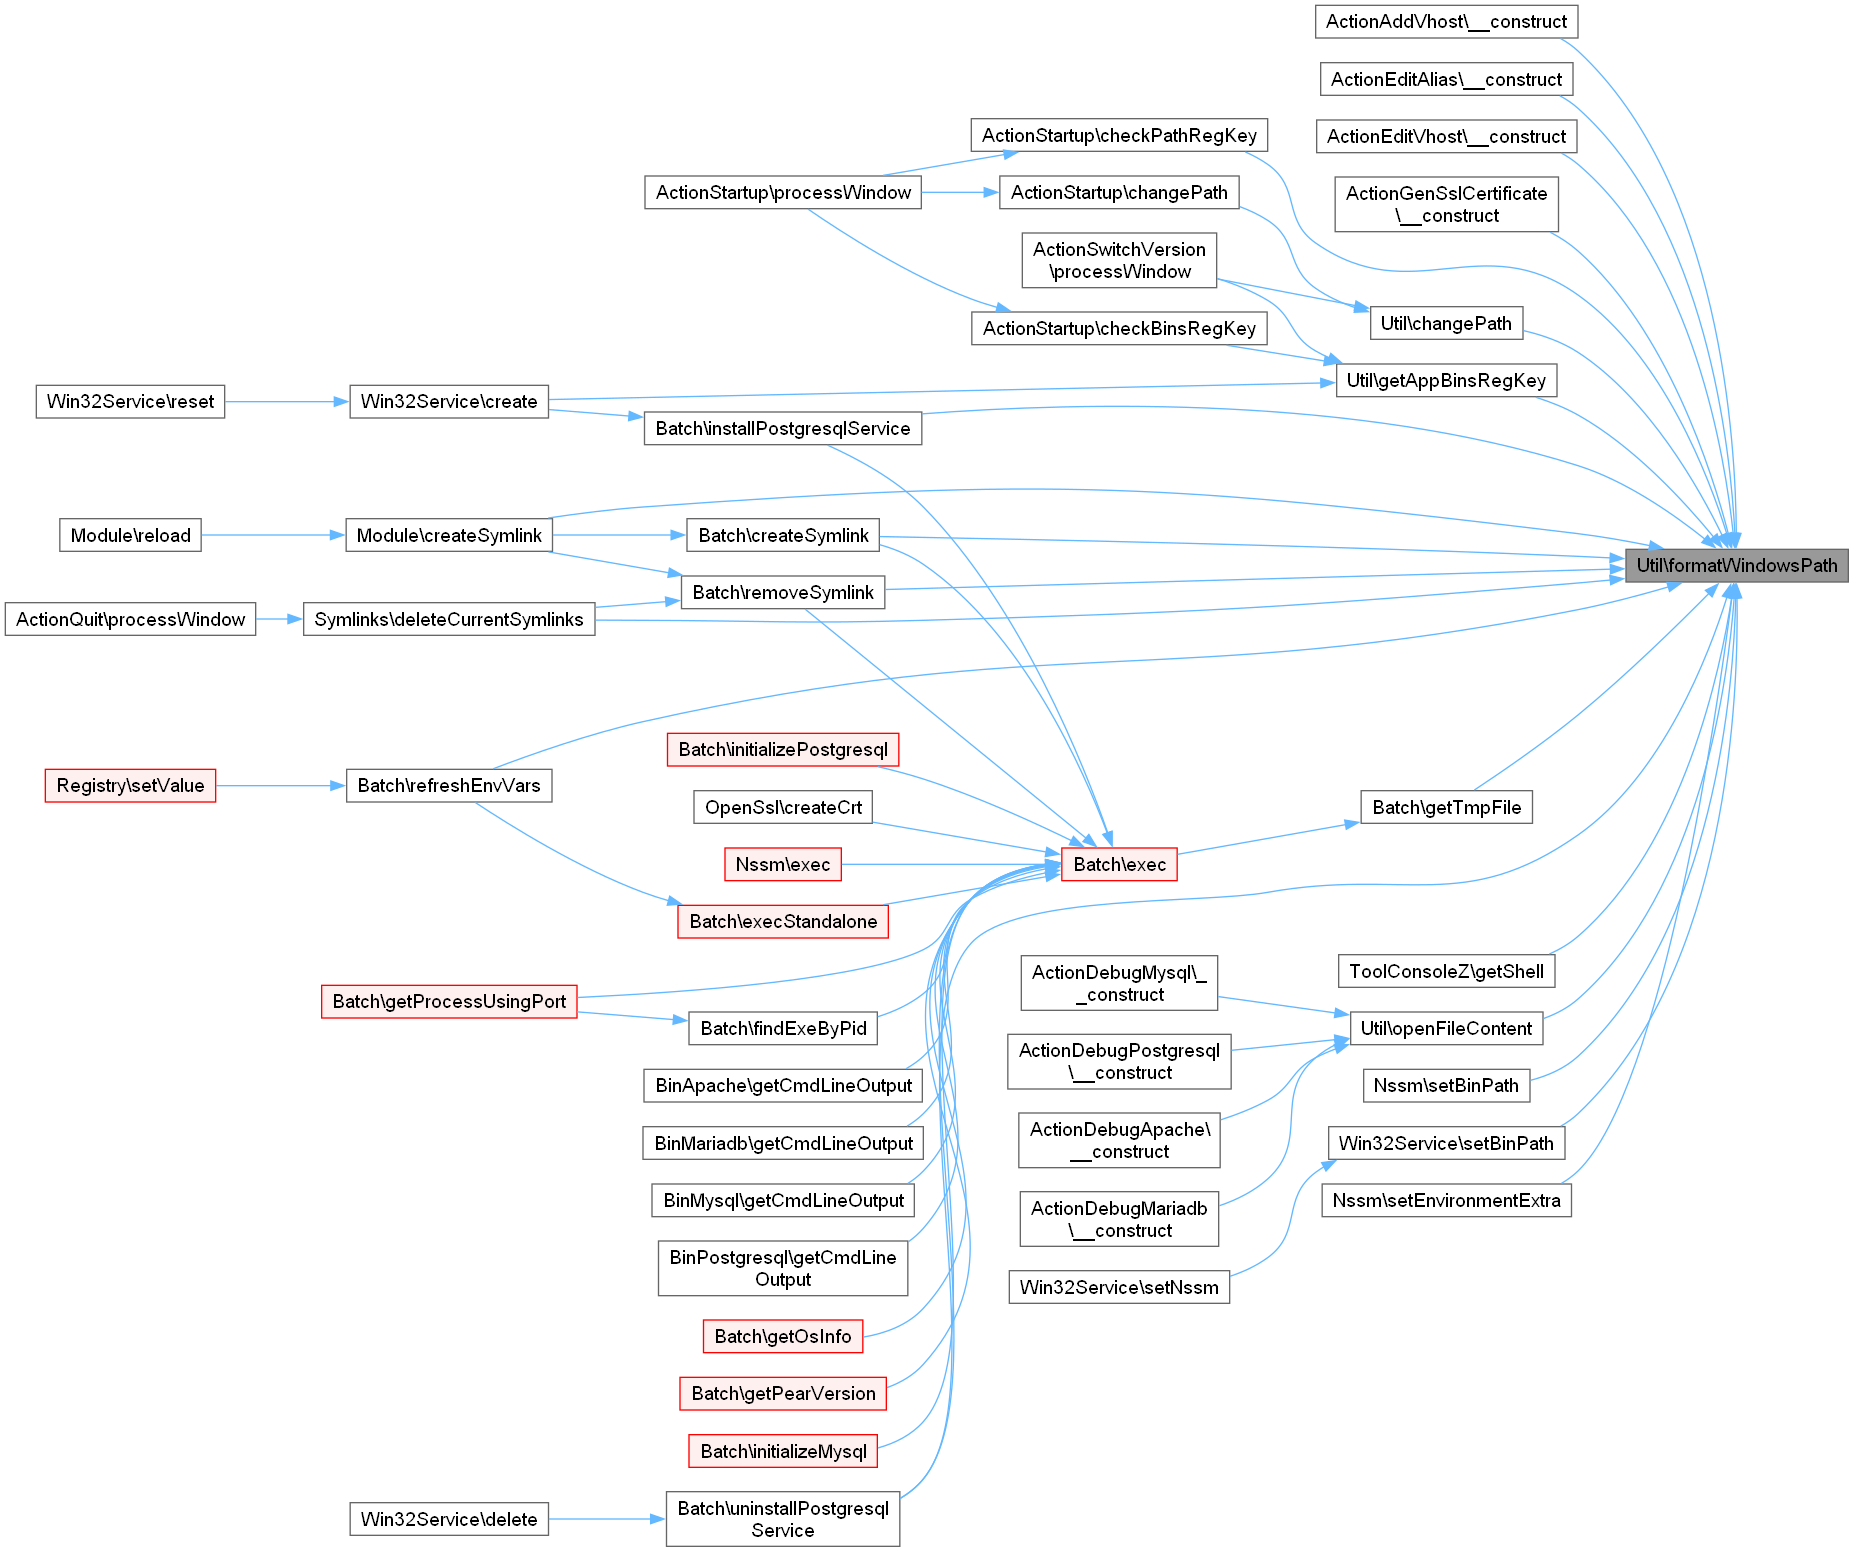 ActionAddVhost\__construct
ActionEditAlias\__construct
ActionStartup\checkPathRegKey
ActionEditVhost\__construct
ActionStartup\processWindow
ActionStartup\changePath
ActionGenSslCertificate
\__construct
ActionSwitchVersion
\processWindow
ActionStartup\checkBinsRegKey
Util\changePath
Util\getAppBinsRegKey
Win32Service\reset
Win32Service\create
Batch\installPostgresqlService
Module\reload
Module\createSymlink
Batch\createSymlink
Util\formatWindowsPath
Batch\removeSymlink
ActionQuit\processWindow
Symlinks\deleteCurrentSymlinks
Batch\initializePostgresql
Registry\setValue
Batch\refreshEnvVars
OpenSsl\createCrt
Batch\getTmpFile
Nssm\exec
Batch\exec
Batch\execStandalone
ActionDebugMysql\_
_construct
ToolConsoleZ\getShell
Batch\getProcessUsingPort
Batch\findExeByPid
Util\openFileContent
ActionDebugPostgresql
\__construct
BinApache\getCmdLineOutput
Nssm\setBinPath
ActionDebugApache\
__construct
BinMariadb\getCmdLineOutput
Win32Service\setBinPath
BinMysql\getCmdLineOutput
ActionDebugMariadb
\__construct
Nssm\setEnvironmentExtra
BinPostgresql\getCmdLine
Output
Win32Service\setNssm
Batch\getOsInfo
Batch\getPearVersion
Batch\initializeMysql
Win32Service\delete
Batch\uninstallPostgresql
Service